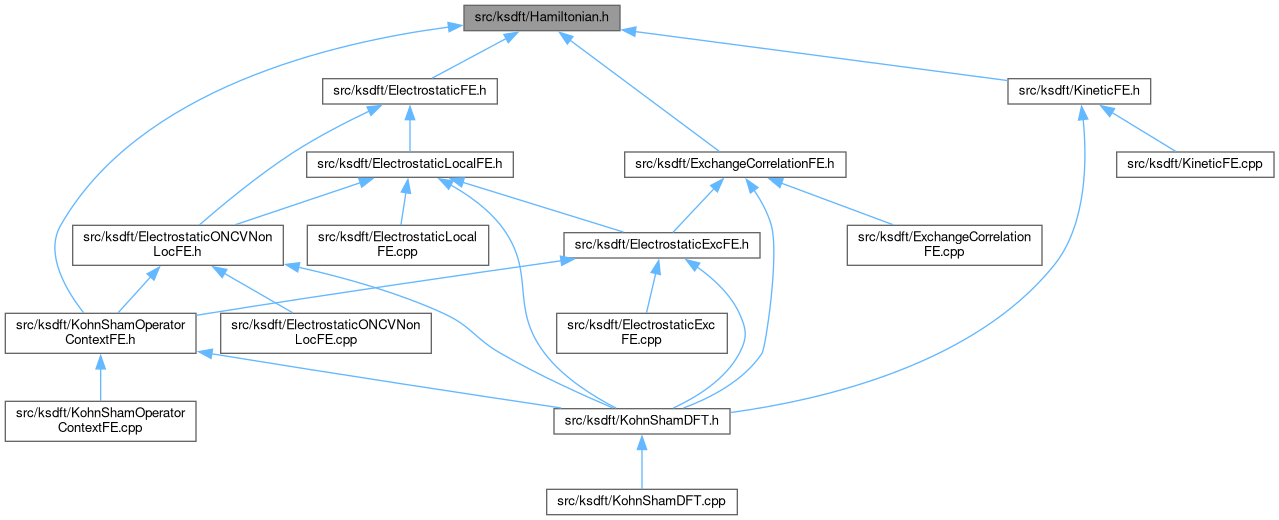 src/ksdft/Hamiltonian.h
src/ksdft/ElectrostaticFE.h
src/ksdft/KineticFE.h
src/ksdft/ElectrostaticLocalFE.h
src/ksdft/ExchangeCorrelationFE.h
src/ksdft/KineticFE.cpp
src/ksdft/ElectrostaticONCVNon
LocFE.h
src/ksdft/ElectrostaticLocal
FE.cpp
src/ksdft/ElectrostaticExcFE.h
src/ksdft/ExchangeCorrelation
FE.cpp
src/ksdft/KohnShamOperator
ContextFE.h
src/ksdft/ElectrostaticONCVNon
LocFE.cpp
src/ksdft/ElectrostaticExc
FE.cpp
src/ksdft/KohnShamOperator
ContextFE.cpp
src/ksdft/KohnShamDFT.h
src/ksdft/KohnShamDFT.cpp